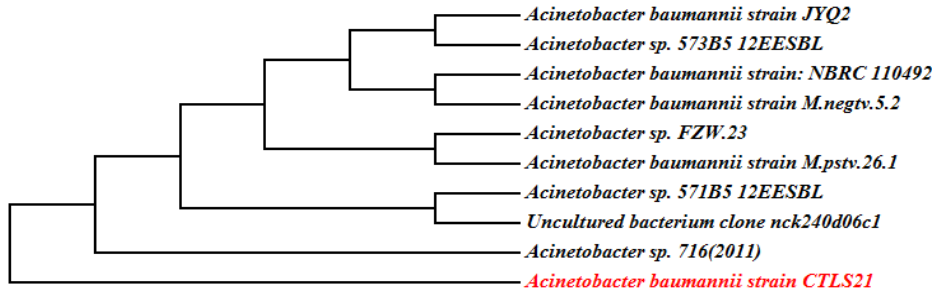 Acinetobacter baumannii strain JYQ2
Acinetobacter sp. 573B5 12EESBL
Acinetobacter baumannii strain: NBRC 110492
Acinetobacter baumannii strain M.negtv.5.2
Acinetobacter sp. FZW.23
Acinetobacter baumannii strain M.pstv.26.1
Acinetobacter sp. 571B5 12EESBL
Uncultured bacterium clone nck240d06c1
Acinetobacter sp. 716(2011)
Acinetobacter baumannii strain CTLS21